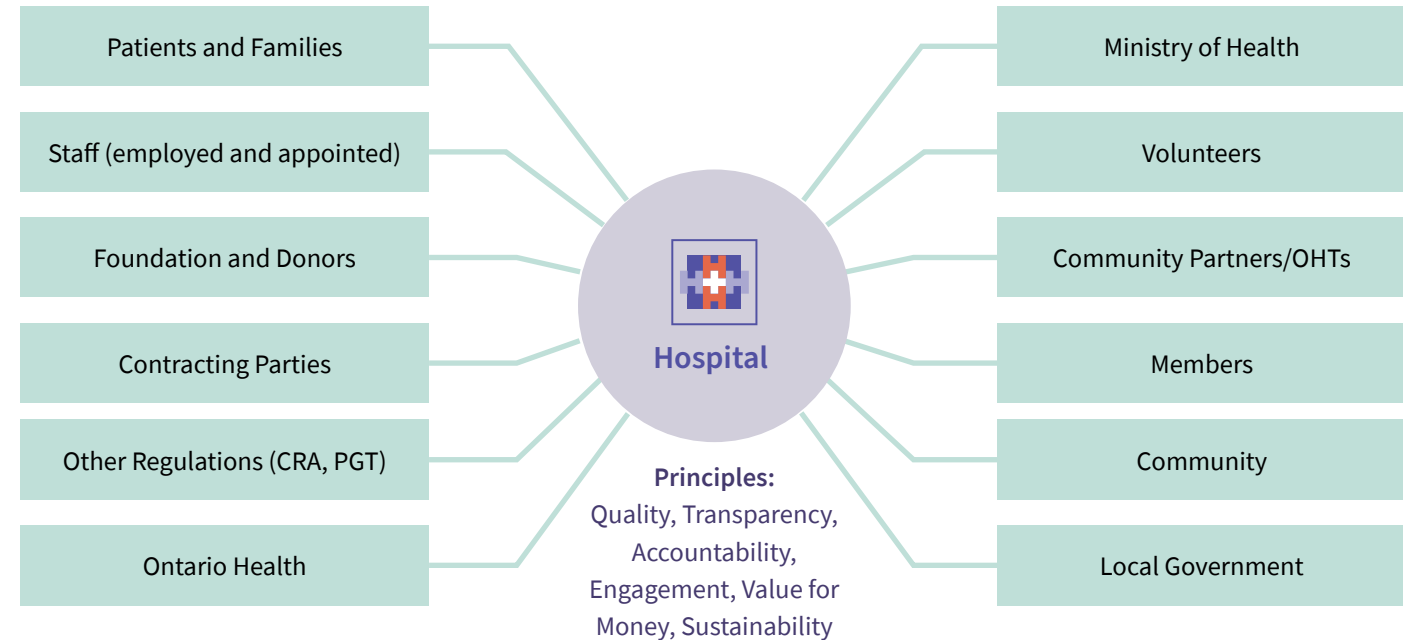 Patients and Families
Staff (employed and appointed)
Foundation and Donors
Contracting Parties
Other Regulations (CRA, PGT)
Ontario Health
Hospital
Principles:
Quality, Transparency,
Accountability,
Engagement, Value for
Money, Sustainability
Ministry of Health
Volunteers
Community Partners/OHTs
Members
Community
Local Government